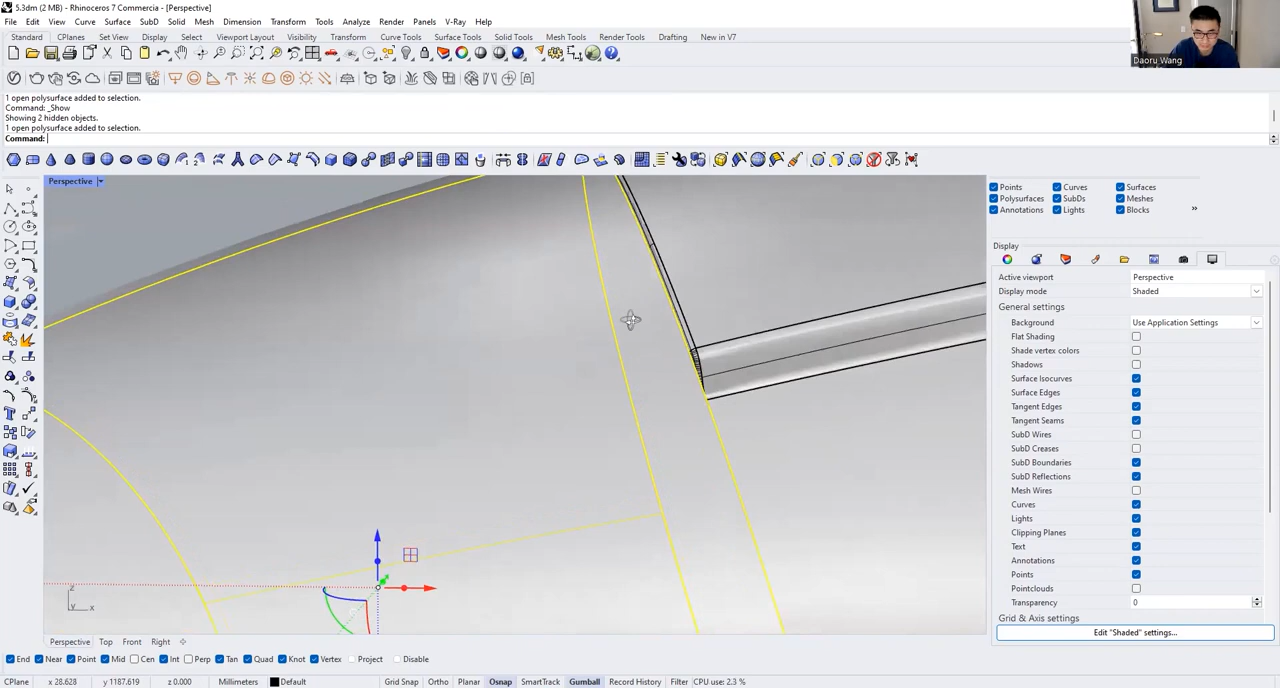 5.3dm (2 MB) - Rhinoceros 7 Commercia - [Perspective]
File Edit View Curve Surface SubD Solid Mesh Dimension Transform Tools Analyze Render Panels V-Ray Help
Standard CPlanes Set View Display Select Viewport Layout Visibility Transform Curve Tools Surface Tools Solid Tools Mesh Tools Render Tools Drafting New in V7
Daoru Wang
1 open polysurface added to selection.
Command: _Show
Showing 2 hidden objects.
1 open polysurface added to selection.
Command:
Perspective
Points Curves Surfaces
Polysurfaces SubDs Meshes
Annotations Lights Blocks »
Display
Active viewport Perspective
Display mode Shaded
General settings
Background Use Application Settings
Flat Shading
Shade vertex colors
Shadows
Surface Isocurves
Surface Edges
Tangent Edges
Tangent Seams
SubD Wires
SubD Creases
SubD Boundaries
SubD Reflections
Mesh Wires
Curves
Lights
Clipping Planes
Text
Annotations
Points
Pointclouds
Transparency 0
Grid & Axis settings
Edit "Shaded" settings...
z
y x
Perspective Top Front Right
End Near Point Mid Cen Int Perp Tan Quad Knot Vertex Project Disable
CPlane x 28.628 y 1187.619 z 0.000 Millimeters Default Grid Snap Ortho Planar Osnap SmartTrack Gumball Record History Filter CPU use: 2.3 %